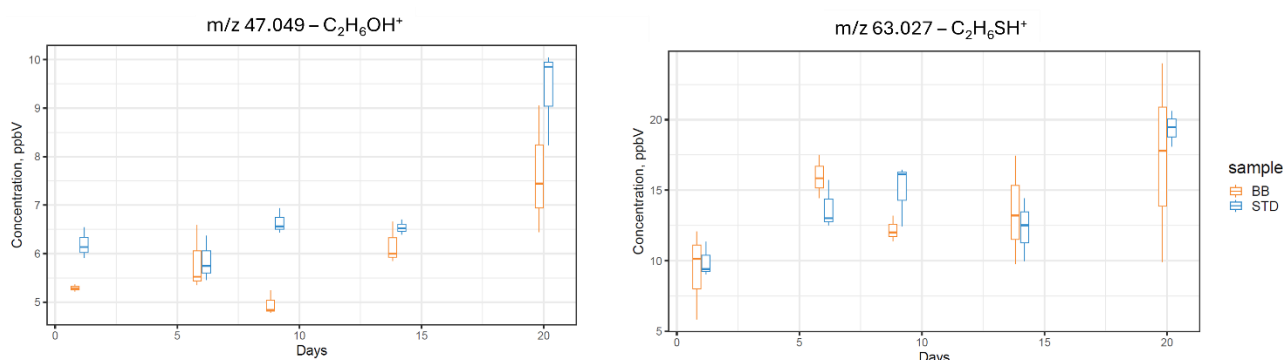 m/z 47.049 – C₂H₆OH⁺
Concentration, ppbV
10
9
8
7
6
5
0
5
10
15
20
Days
m/z 63.027 – C₂H₆SH⁺
Concentration, ppbV
20
15
10
5
0
5
10
15
20
Days
sample
BB
STD